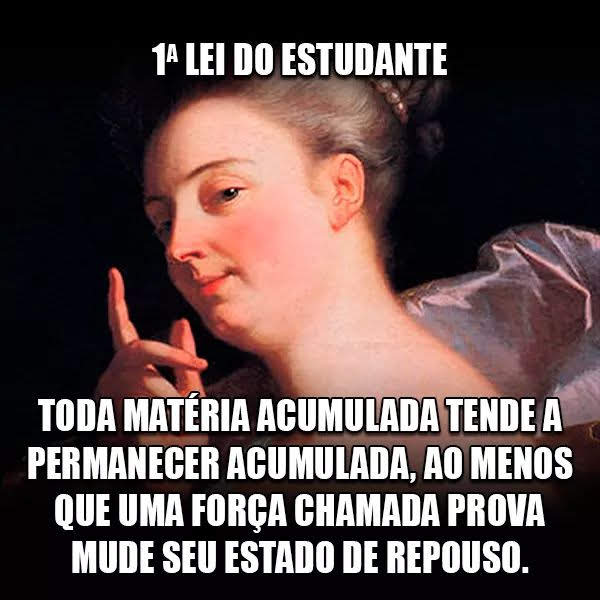 1ª LEI DO ESTUDANTE
TODA MATÉRIA ACUMULADA TENDE A
PERMANECER ACUMULADA, AO MENOS
QUE UMA FORÇA CHAMADA PROVA
MUDE SEU ESTADO DE REPOUSO.